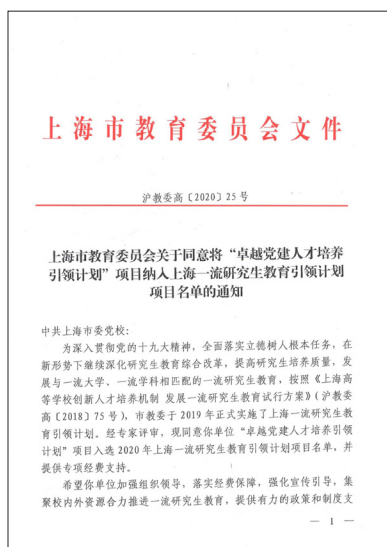 上海市教育委员会文件
沪教委高〔2020〕25号
上海市教育委员会关于同意将“卓越党建人才培养
引领计划”项目纳入上海一流研究生教育引领计划
项目名单的通知
中共上海市委党校：
为深入贯彻党的十九大精神，全面落实立德树人根本任务，在
新形势下继续深化研究生教育综合改革，提高研究生培养质量，发
展与一流大学、一流学科相匹配的一流研究生教育，按照《上海高
等学校创新人才培养机制 发展一流研究生教育试行方案》（沪教委
高〔2018〕75号），市教委于2019年正式实施了上海一流研究生教
育引领计划。经专家评审，现同意你单位“卓越党建人才培养引领
计划”项目入选2020年上海一流研究生教育引领计划项目名单，并
提供专项经费支持。
希望你单位加强组织领导，落实经费保障，强化宣传引导，集
聚校内外资源合力推进一流研究生教育，提供有力的政策和制度支
— 1 —